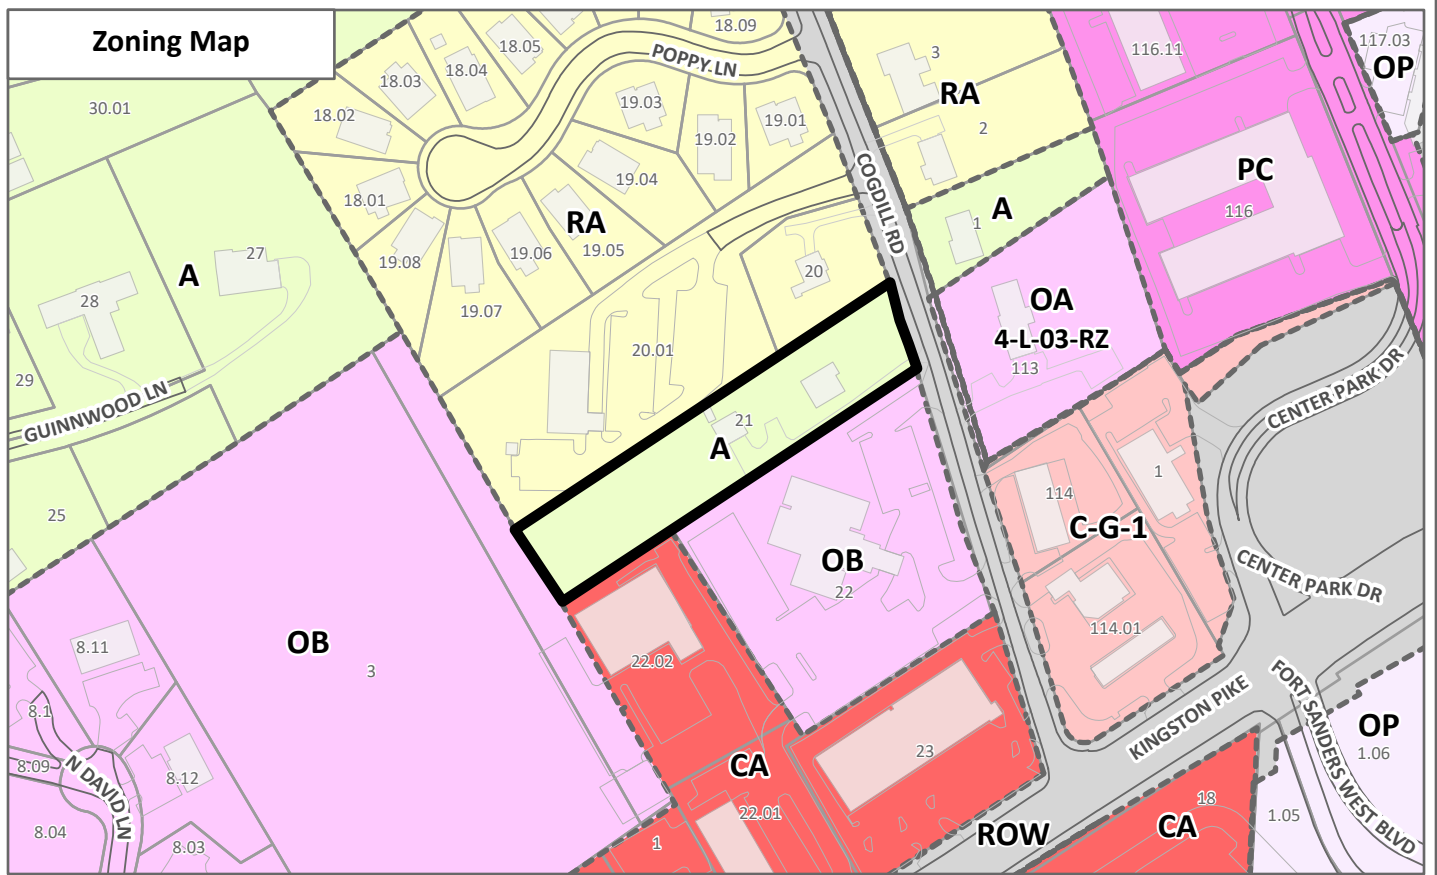 Zoning Map
18.09
18.05
POPPY LN
3
116.11
117.03
OP
18.04
18.03
RA
30.01
18.02
19.03
19.01
2
19.02
COGDILL RD
PC
19.04
18.01
A
116
RA
1
19.06
19.05
27
19.08
A
20
28
OA
19.07
4-L-03-RZ
20.01
113
29
CENTER PARK DR
GUINNWOOD LN
21
A
1
114
25
C-G-1
OB
CENTER PARK DR
22
114.01
OB
8.11
22.02
3
FORT SANDERS WEST BLVD
8.1
KINGSTON PIKE
OP
23
1.06
8.09
CA
N DAVID LN
8.12
18
22.01
1.05
CA
8.04
ROW
8.03
1